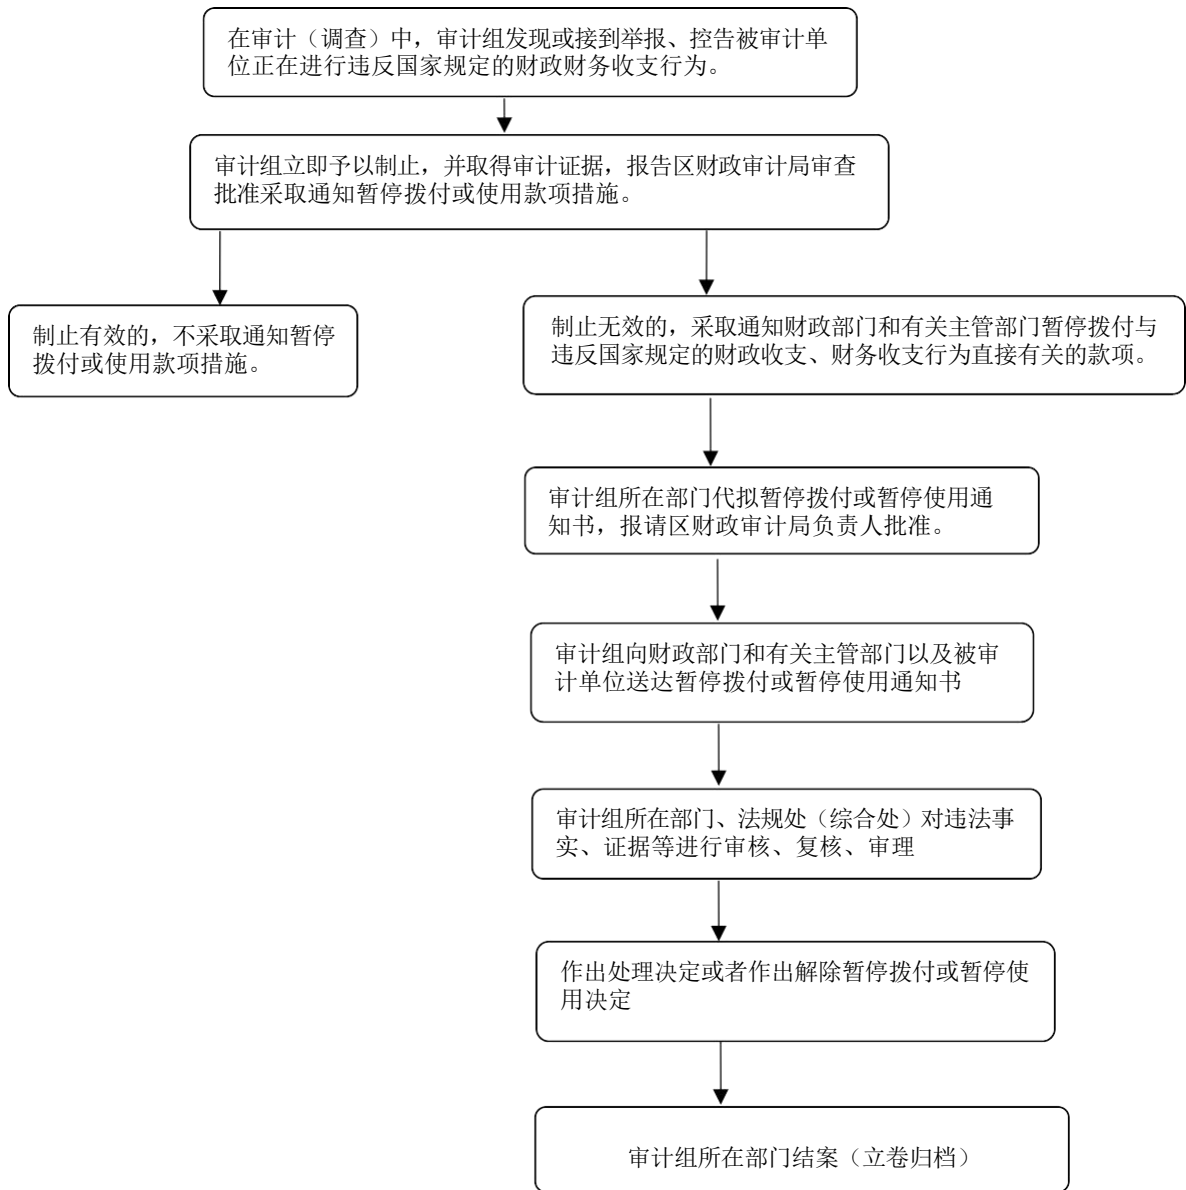 在审计（调查）中，审计组发现或接到举报、控告被审计单
位正在进行违反国家规定的财政财务收支行为。
审计组立即予以制止，并取得审计证据，报告区财政审计局审查
批准采取通知暂停拨付或使用款项措施。
制止有效的，不采取通知暂停
拨付或使用款项措施。
制止无效的，采取通知财政部门和有关主管部门暂停拨付与
违反国家规定的财政收支、财务收支行为直接有关的款项。
审计组所在部门代拟暂停拨付或暂停使用通
知书，报请区财政审计局负责人批准。
审计组向财政部门和有关主管部门以及被审
计单位送达暂停拨付或暂停使用通知书
审计组所在部门、法规处（综合处）对违法事
实、证据等进行审核、复核、审理
作出处理决定或者作出解除暂停拨付或暂停使
用决定
审计组所在部门结案（立卷归档）